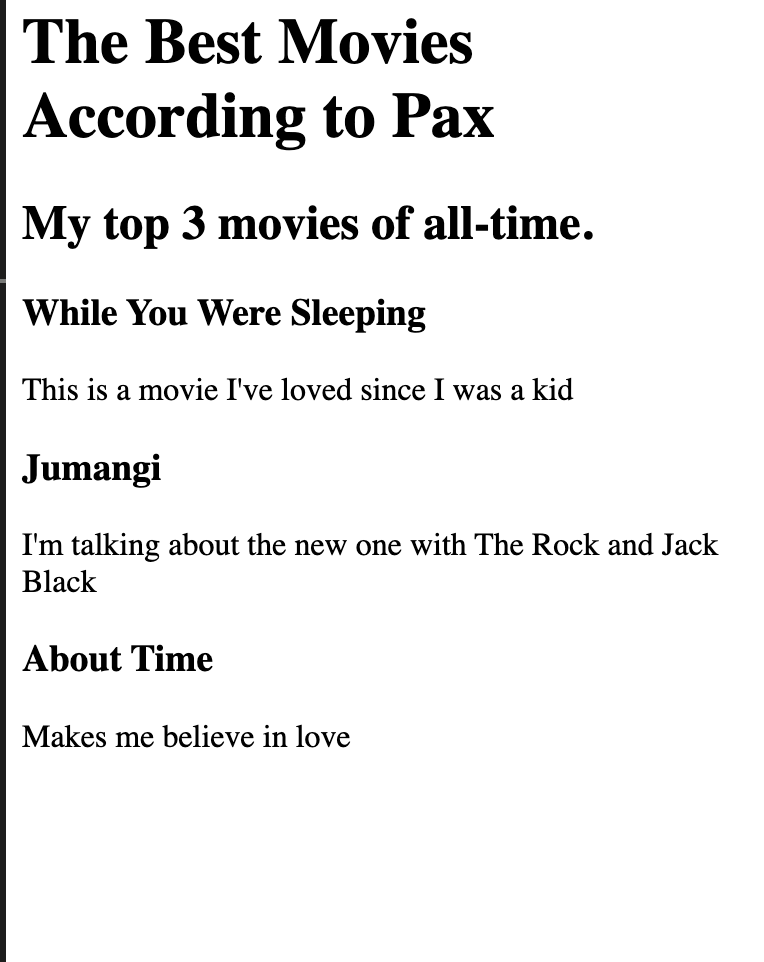 The Best Movies
According to Pax
My top 3 movies of all-time.
While You Were Sleeping
This is a movie I've loved since I was a kid
Jumangi
I'm talking about the new one with The Rock and Jack
Black
About Time
Makes me believe in love